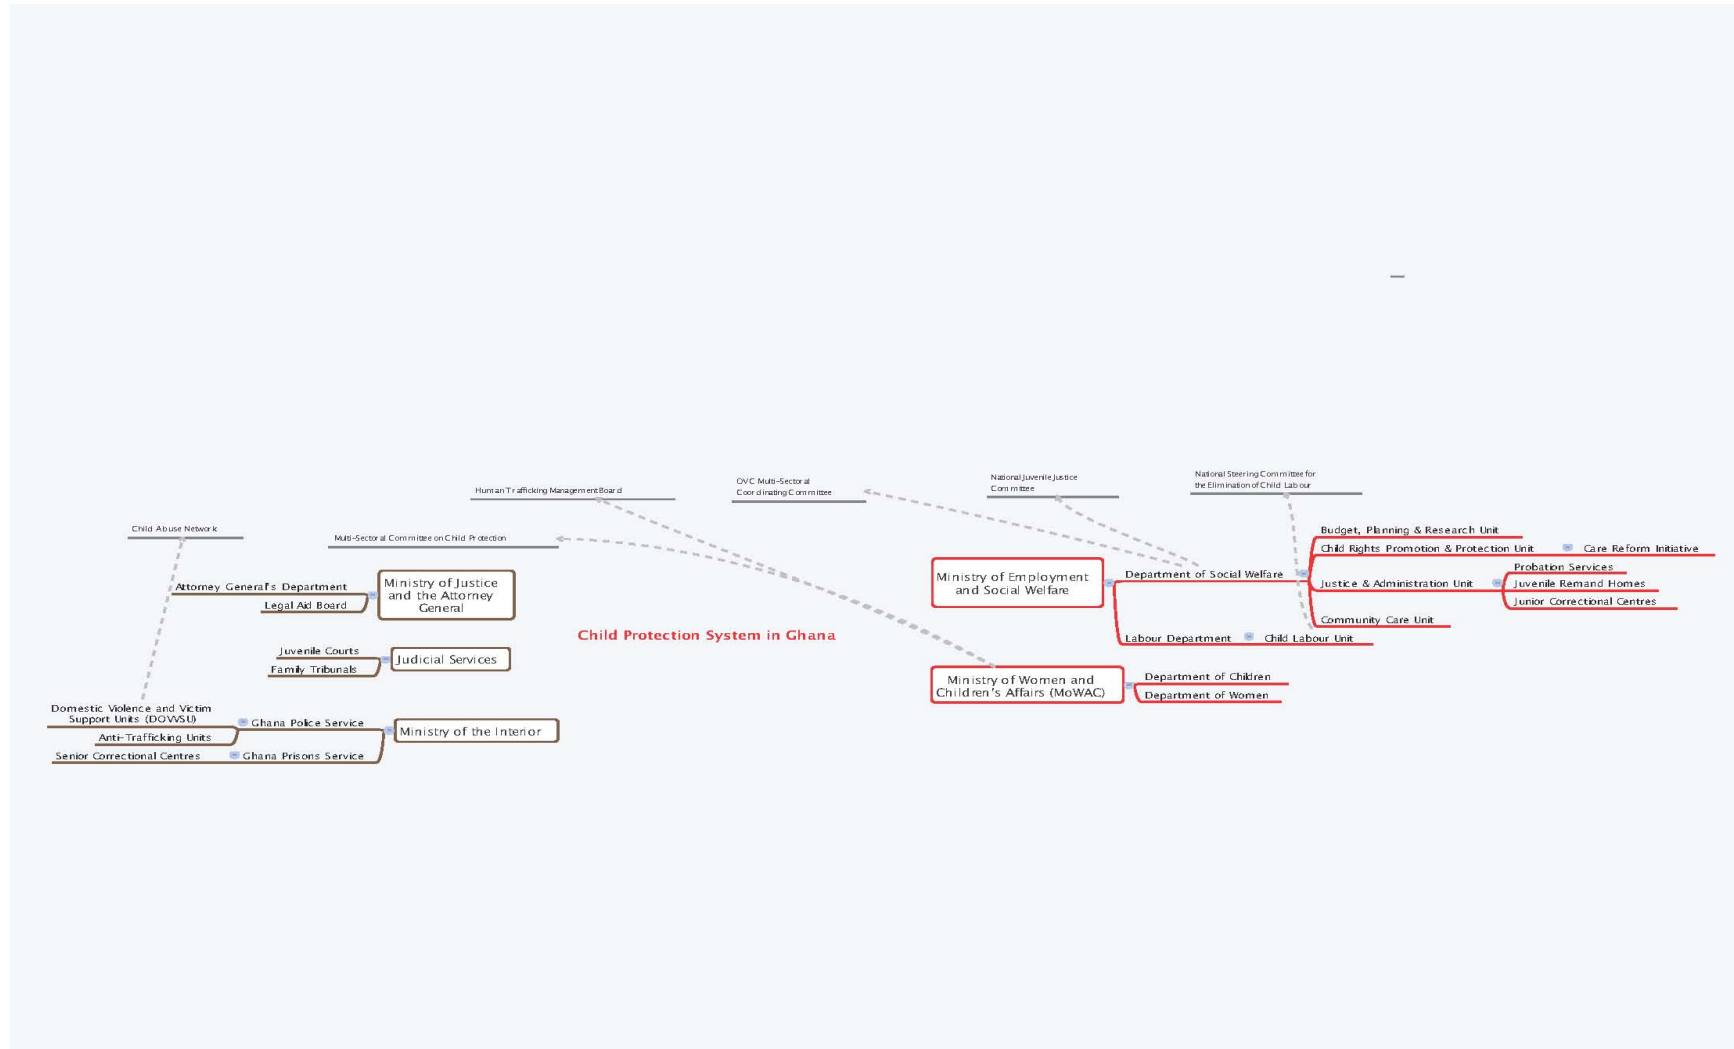 National Steering Committee for
the Elimination of Child Labour
National Juvenile Justice
Committee
OVC Multi-Sectoral
Coordinating Committee
Human Trafficking Management Board
Child Abuse Network
Multi-Sectoral Committee on Child Protection
Attorney General's Department
Legal Aid Board
Ministry of Justice
and the Attorney
General
Child Protection System in Ghana
Juvenile Courts
Family Tribunals
Judicial Services
Domestic Violence and Victim
Support Units (DOVVSU)
Anti-Trafficking Units
Ghana Police Service
Senior Correctional Centres
Ghana Prisons Service
Ministry of the Interior
Ministry of Employment
and Social Welfare
Department of Social Welfare
Budget, Planning & Research Unit
Child Rights Promotion & Protection Unit
Care Reform Initiative
Justice & Administration Unit
Probation Services
Juvenile Remand Homes
Junior Correctional Centres
Community Care Unit
Labour Department
Child Labour Unit
Ministry of Women and
Children's Affairs (MoWAC)
Department of Children
Department of Women